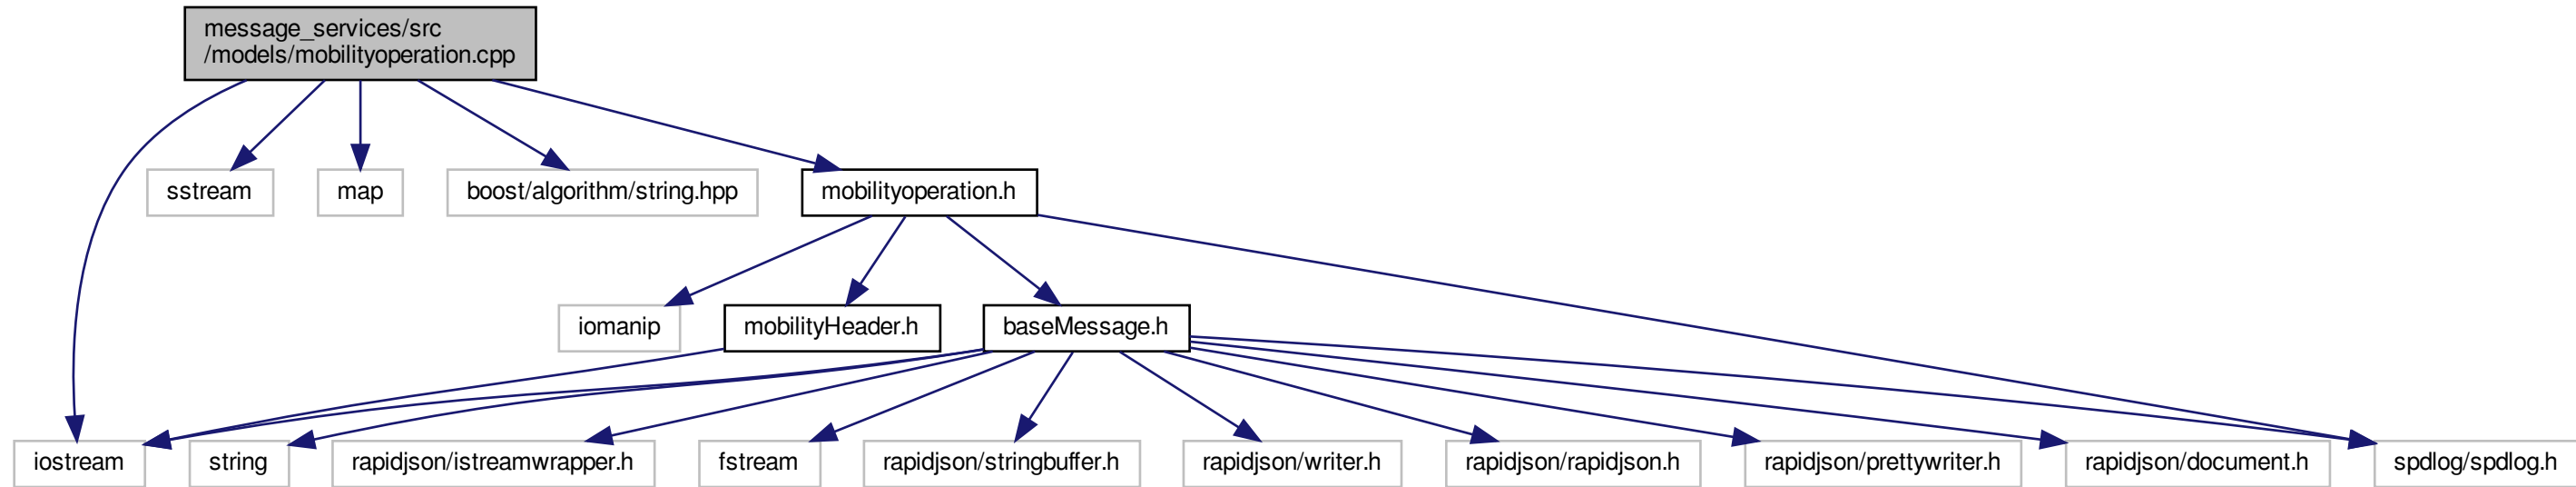 message_services/src
/models/mobilityoperation.cpp
sstream
map
boost/algorithm/string.hpp
mobilityoperation.h
iomanip
mobilityHeader.h
baseMessage.h
iostream
string
rapidjson/istreamwrapper.h
fstream
rapidjson/stringbuffer.h
rapidjson/writer.h
rapidjson/rapidjson.h
rapidjson/prettywriter.h
rapidjson/document.h
spdlog/spdlog.h